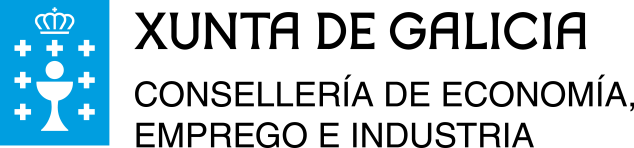 XUNTA DE GALICIA
CONSELLERÍA DE ECONOMÍA,
EMPREGO E INDUSTRIA